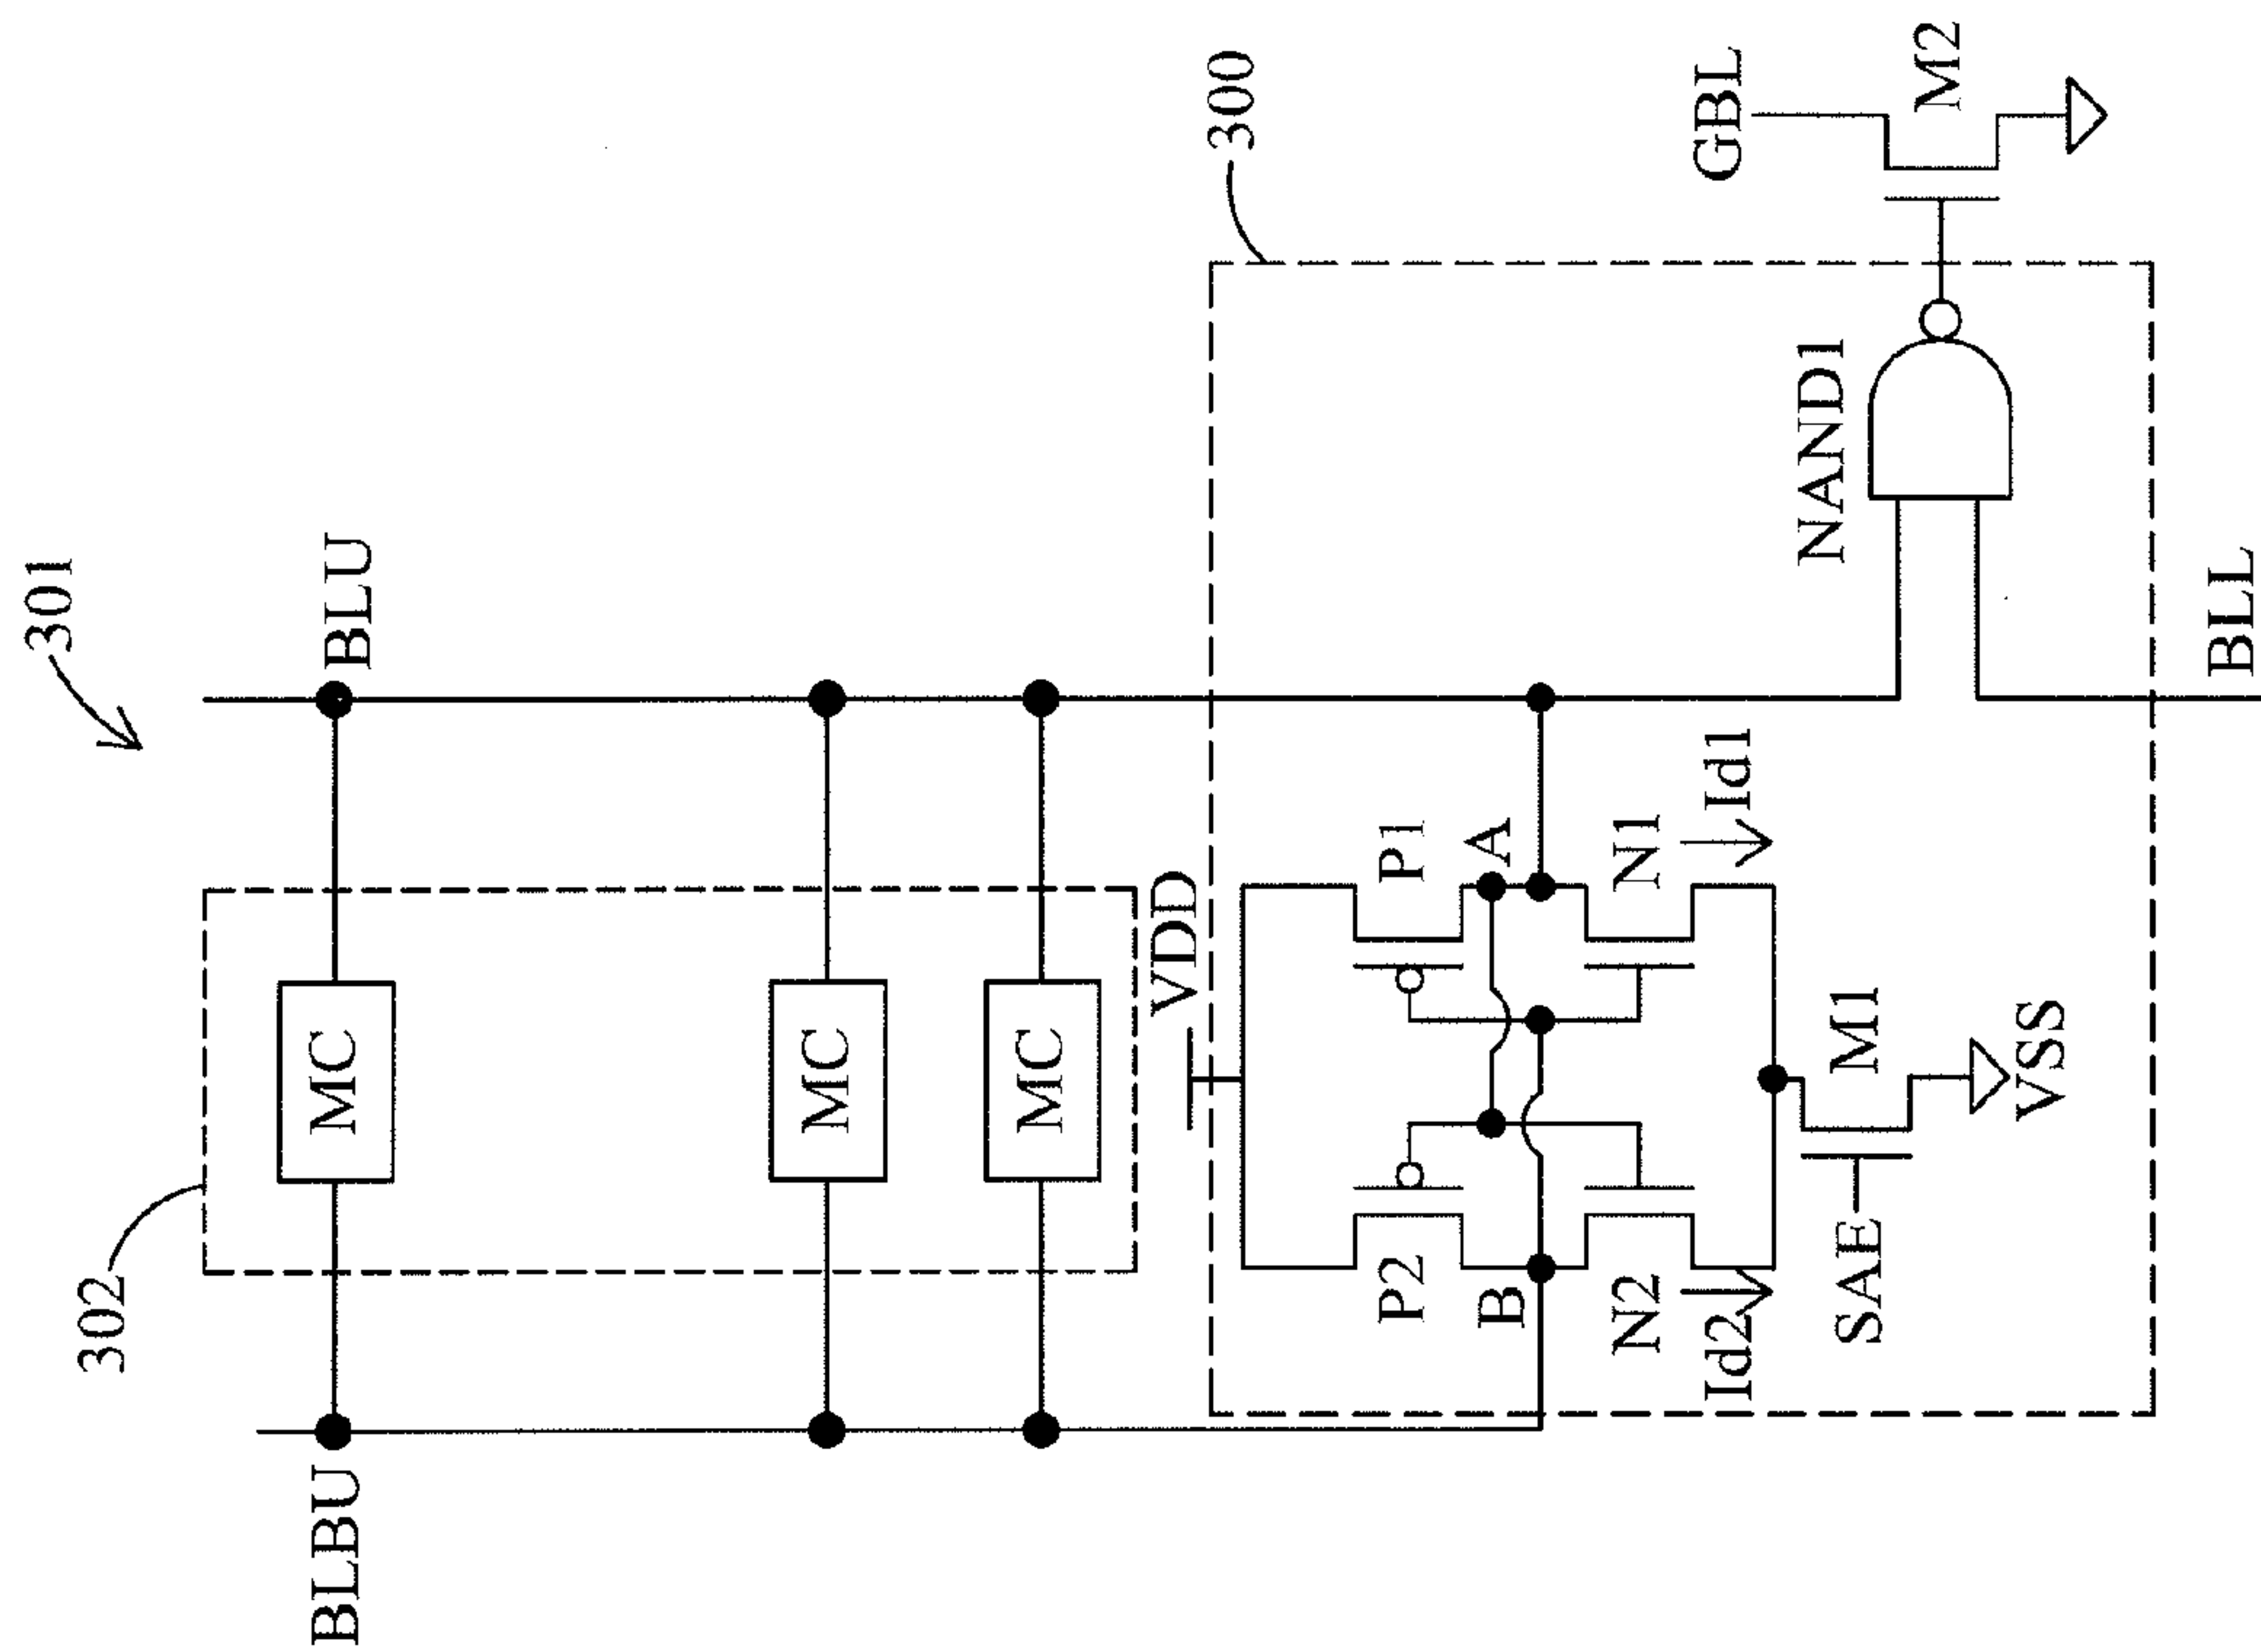 301
302
BLBU
BLU
MC
MC
MC
VDD
300
P2
P1
B
A
N2
N1
Id2
Id1
SAE
M1
VSS
NAND1
GBL
M2
BLL